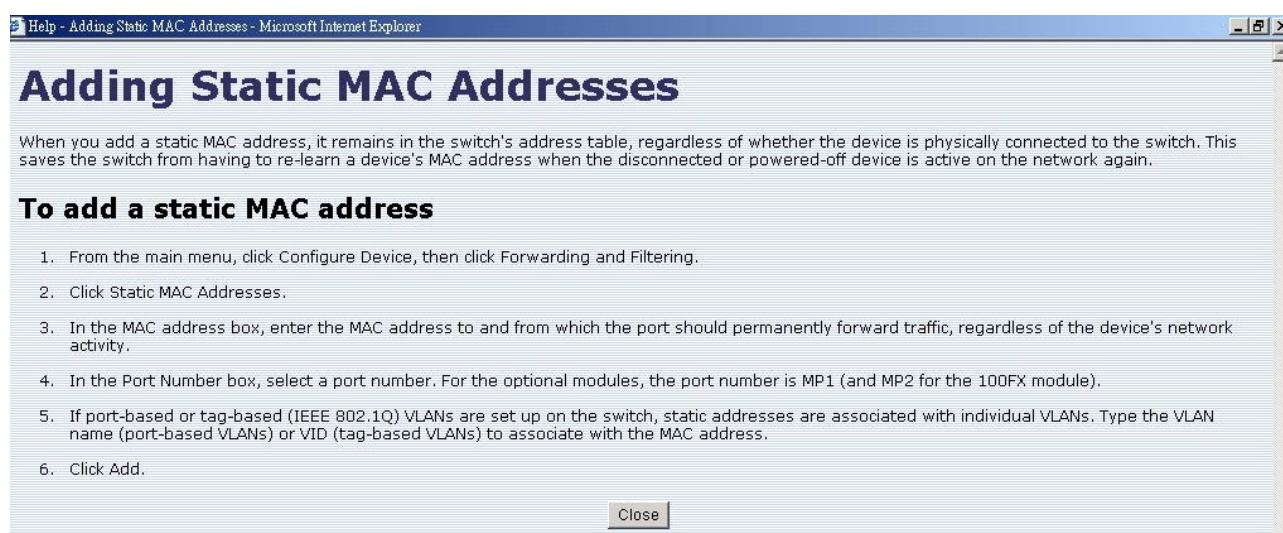 Help - Adding Static MAC Addresses - Microsoft Internet Explorer
Adding Static MAC Addresses
When you add a static MAC address, it remains in the switch's address table, regardless of whether the device is physically connected to the switch. This
saves the switch from having to re-learn a device's MAC address when the disconnected or powered-off device is active on the network again.
To add a static MAC address
1. From the main menu, click Configure Device, then click Forwarding and Filtering.
2. Click Static MAC Addresses.
3. In the MAC address box, enter the MAC address to and from which the port should permanently forward traffic, regardless of the device's network
activity.
4. In the Port Number box, select a port number. For the optional modules, the port number is MP1 (and MP2 for the 100FX module).
5. If port-based or tag-based (IEEE 802.1Q) VLANs are set up on the switch, static addresses are associated with individual VLANs. Type the VLAN
name (port-based VLANs) or VID (tag-based VLANs) to associate with the MAC address.
6. Click Add.
Close